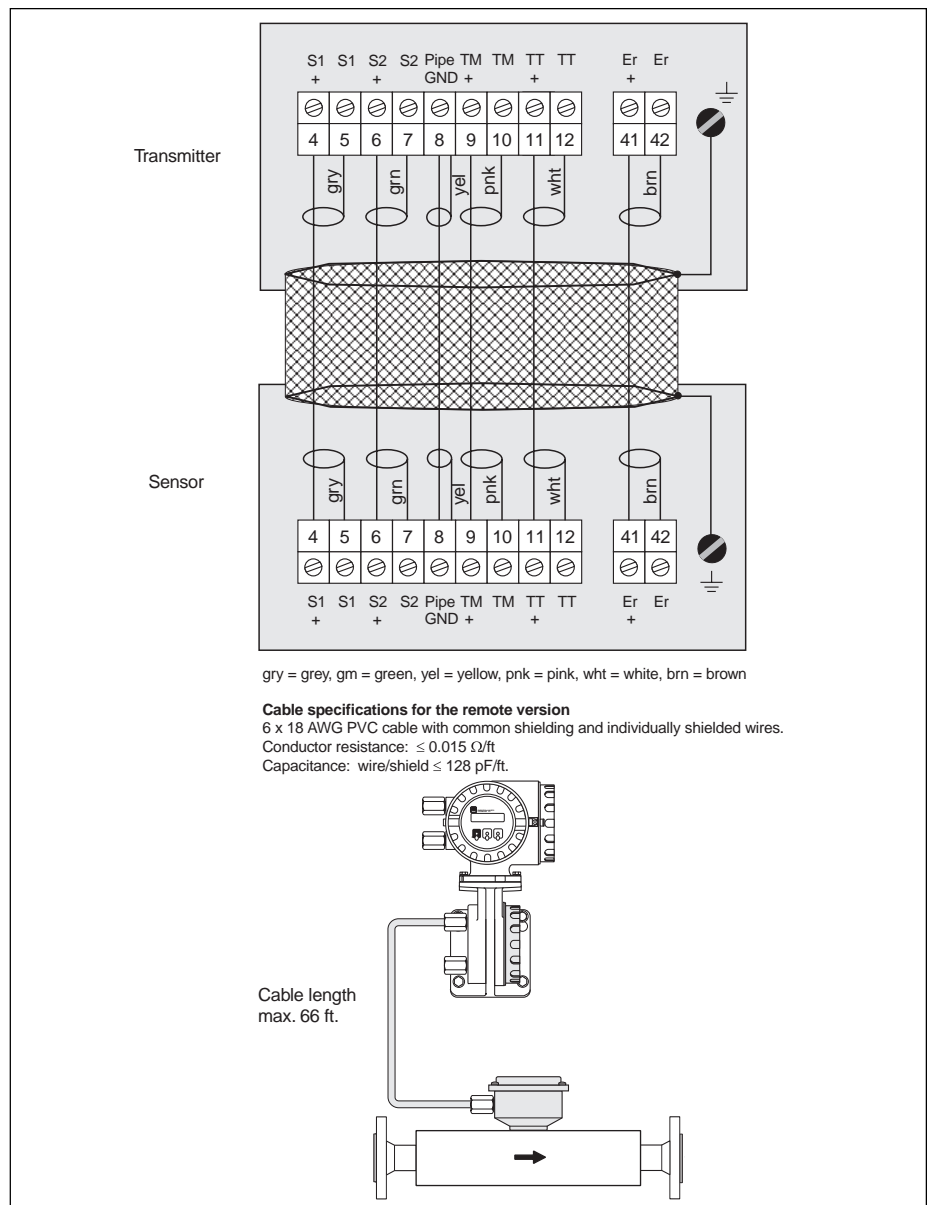 S1 S1 S2 S2 Pipe TM TM TT TT Er Er
+ + GND + + +
4 5 6 7 8 9 10 11 12 41 42
Transmitter
gry grn yel pnk wht brn
Sensor
gry grn yel pnk wht brn
4 5 6 7 8 9 10 11 12 41 42
S1 S1 S2 S2 Pipe TM TM TT TT Er Er
+ + GND + + +
gry = grey, gm = green, yel = yellow, pnk = pink, wht = white, brn = brown
Cable specifications for the remote version
6 x 18 AWG PVC cable with common shielding and individually shielded wires.
Conductor resistance: ≤ 0.015 Ω/ft
Capacitance: wire/shield ≤ 128 pF/ft.
Cable length
max. 66 ft.